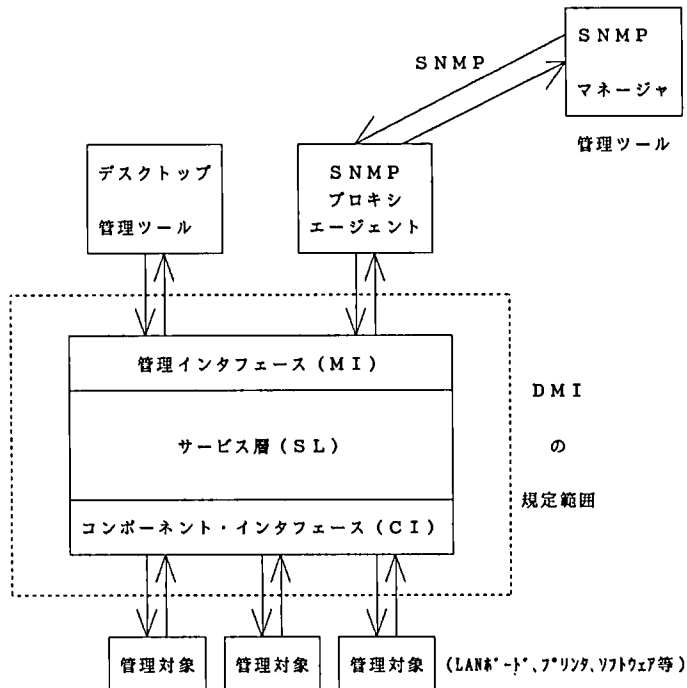 SNMP
マネージャ
SNMP
管理ツール
デスクトップ
管理ツール
SNMP
プロキシ
エージェント
管理インタフェース(MI)
サービス層(SL)
コンポーネント・インタフェース(CI)
DMI
の
規定範囲
管理対象
管理対象
管理対象
(LANボード、プリンタ、ソフトウェア等)